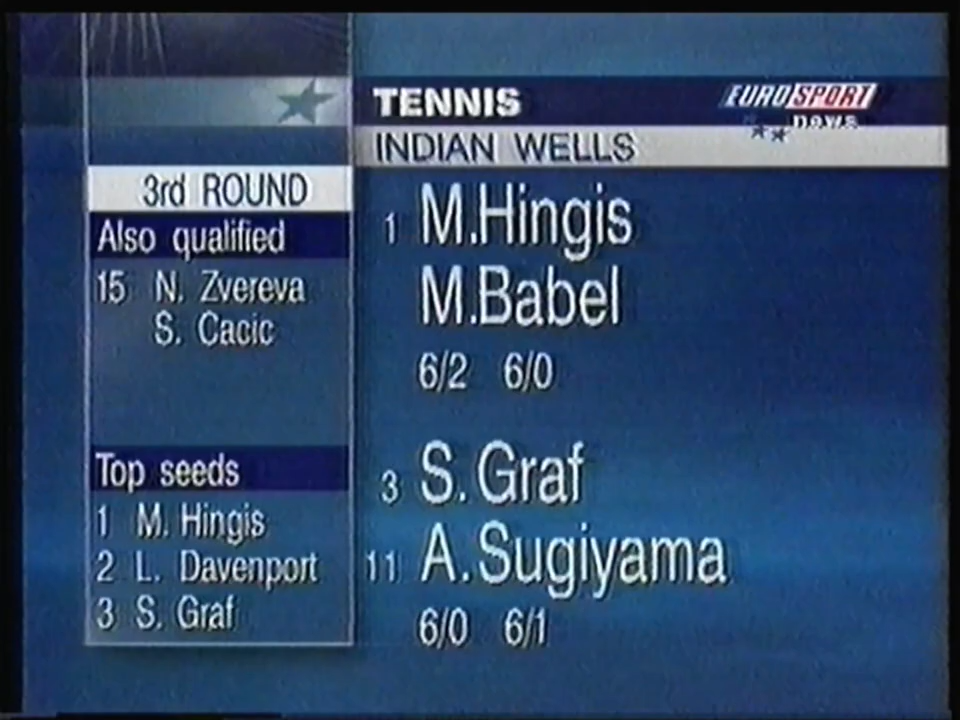 TENNIS
EUROSPORT
news
INDIAN WELLS
3rd ROUND
Also qualified
15 N. Zvereva
S. Cacic
Top seeds
1 M. Hingis
2 L. Davenport
3 S. Graf
1 M.Hingis
M.Babel
6/2 6/0
3 S.Graf
11 A.Sugiyama
6/0 6/1